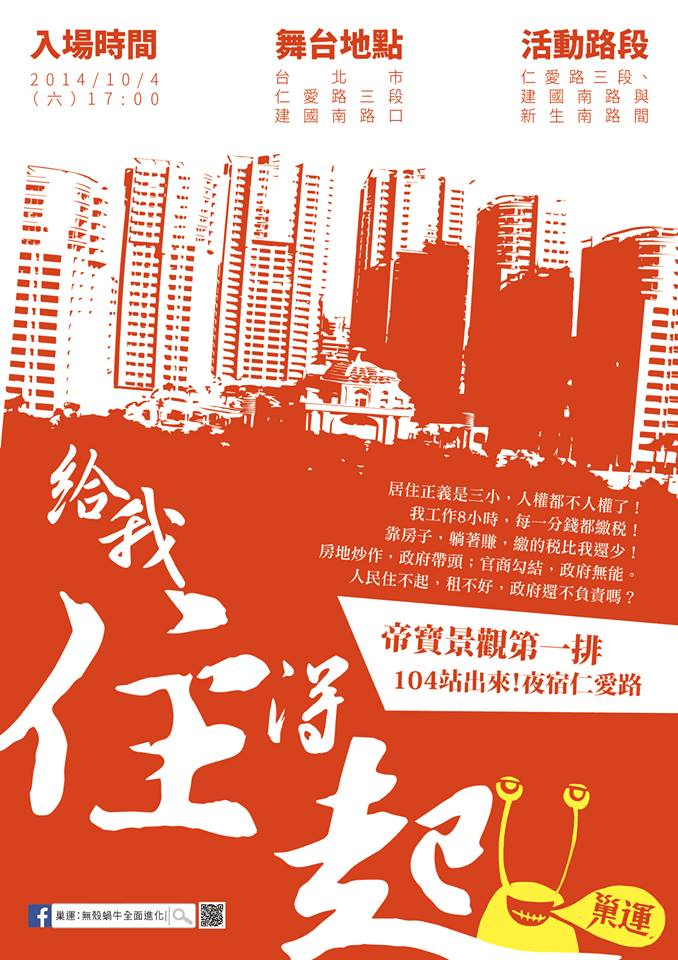 入場時間
2014/10/4
(六)17:00
舞台地點
台北市
仁愛路三段
建國南路口
活動路段
仁愛路三段、
建國南路與
新生南路間
給我
住得
起
居住正義是三小，人權都不人權了！
我工作8小時，每一分錢都繳税！
靠房子，躺著賺，繳的税比我還少！
房地炒作，政府帶頭；官商勾結，政府無能。
人民住不起，租不好，政府還不負責嗎？
帝寶景觀第一排
104站出來!夜宿仁愛路
巢運
f 巢運：無殼蝸牛全面進化